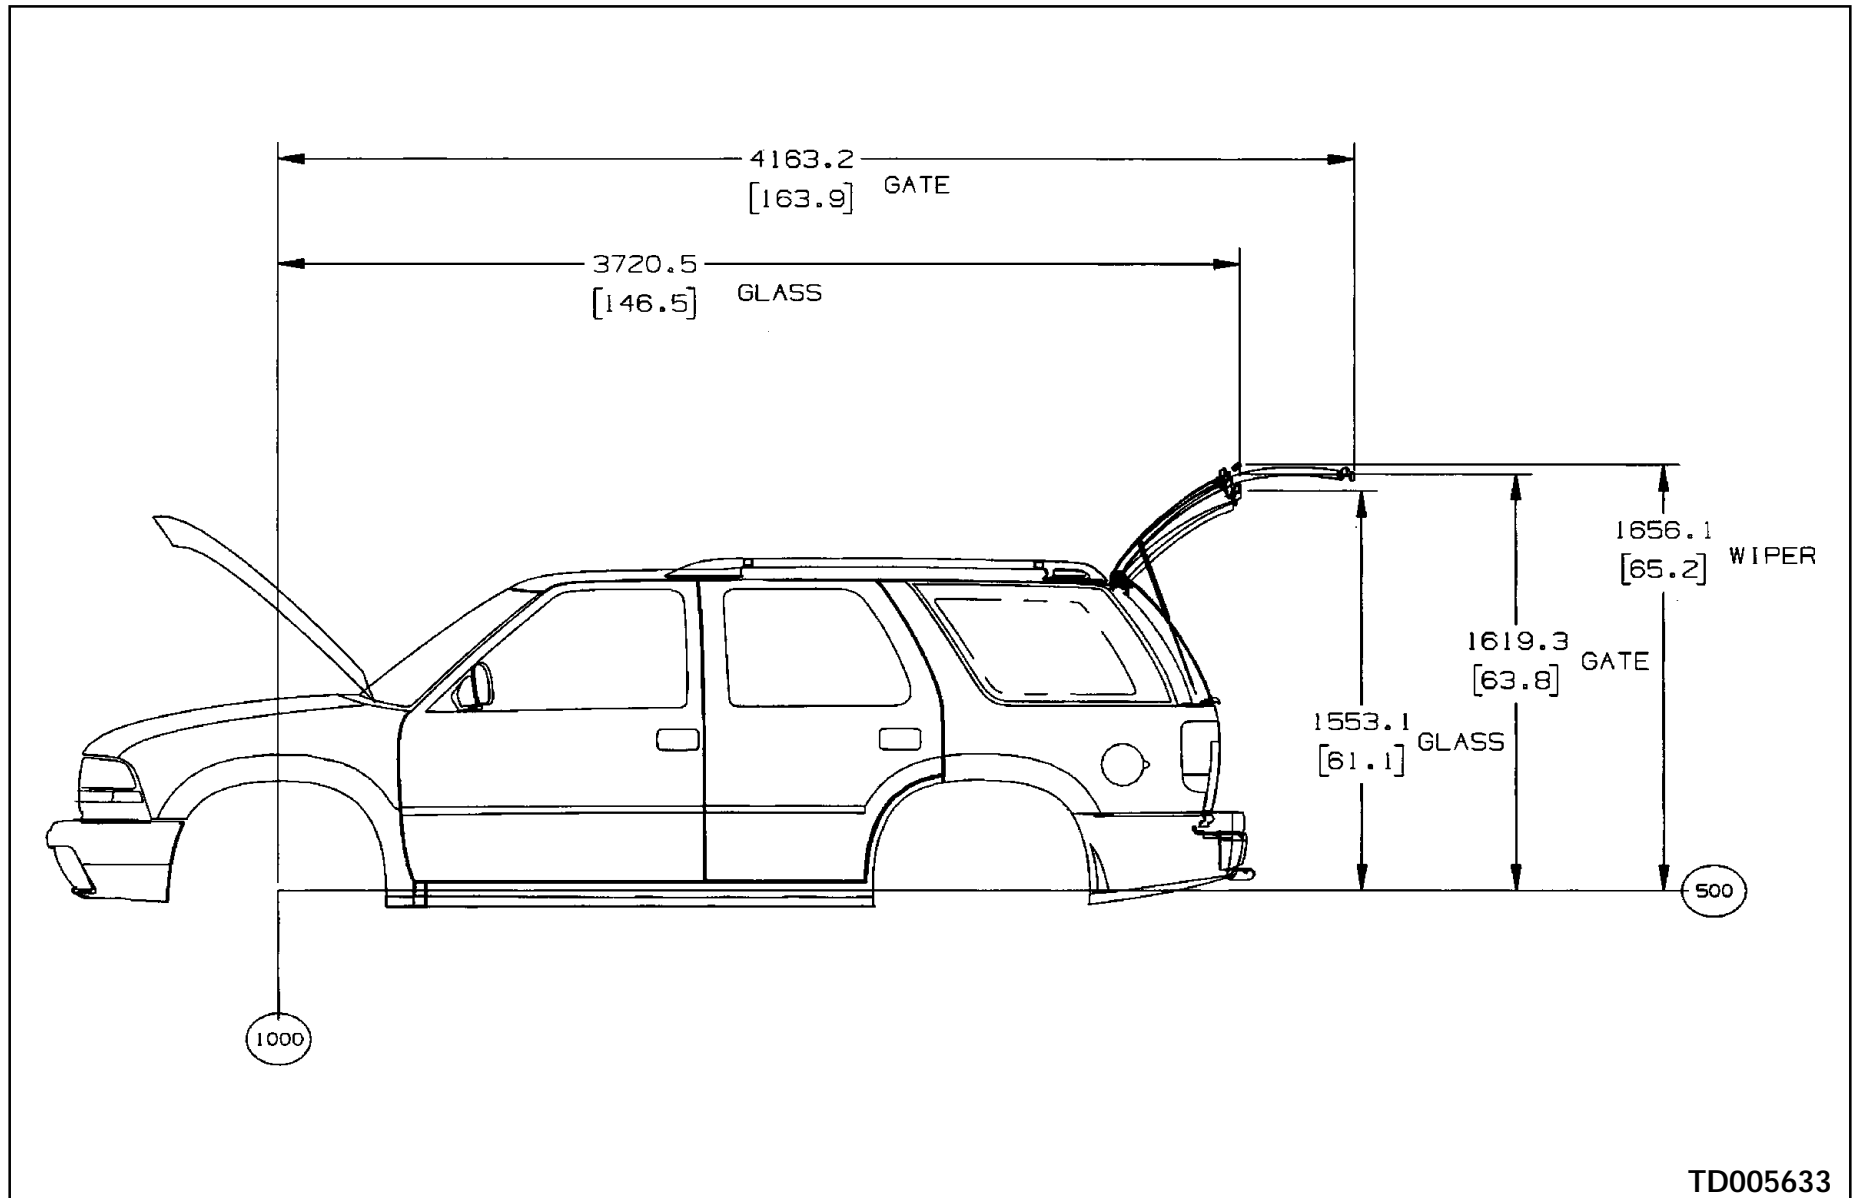 4163.2
[163.9] GATE
3720.5
[146.5] GLASS
1656.1
[65.2] WIPER
1619.3
[63.8] GATE
1553.1
[61.1] GLASS
500
1000
TD005633